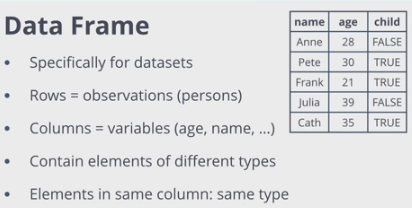 Data Frame
• Specifically for datasets
• Rows = observations (persons)
• Columns = variables (age, name, ...)
• Contain elements of different types
• Elements in same column: same type
name age child
Anne 28 FALSE
Pete 30 TRUE
Frank 21 TRUE
Julia 39 FALSE
Cath 35 TRUE